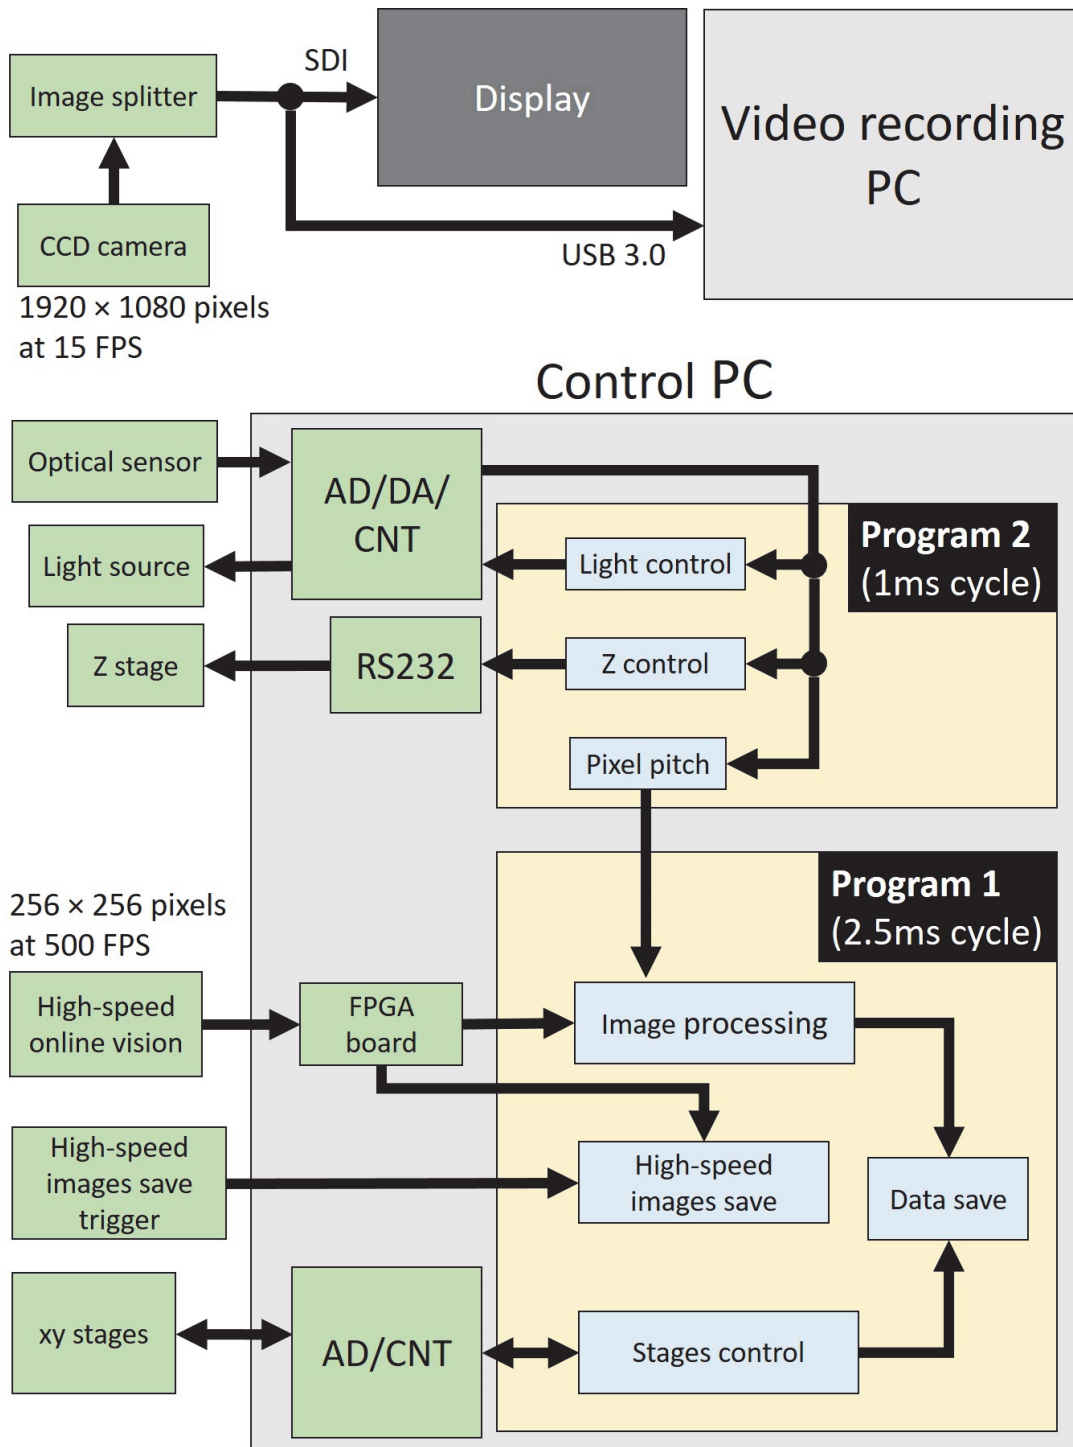 SDI
Image splitter
Display
Video recording
PC
CCD camera
USB 3.0
1920 × 1080 pixels
at 15 FPS
Control PC
Optical sensor
AD/DA/
CNT
Program 2
(1ms cycle)
Light source
Light control
Z stage
RS232
Z control
Pixel pitch
Program 1
(2.5ms cycle)
256 × 256 pixels
at 500 FPS
High-speed
online vision
FPGA
board
Image processing
High-speed
images save
trigger
High-speed
images save
Data save
xy stages
AD/CNT
Stages control